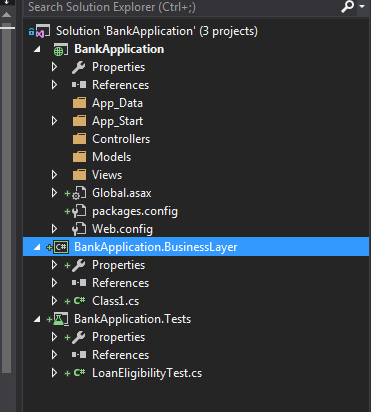 Search Solution Explorer (Ctrl+;)
Solution 'BankApplication' (3 projects)
BankApplication
Properties
References
App_Data
App_Start
Controllers
Models
Views
Global.asax
packages.config
Web.config
C# BankApplication.BusinessLayer
Properties
References
C# Class1.cs
BankApplication.Tests
Properties
References
C# LoanEligibilityTest.cs